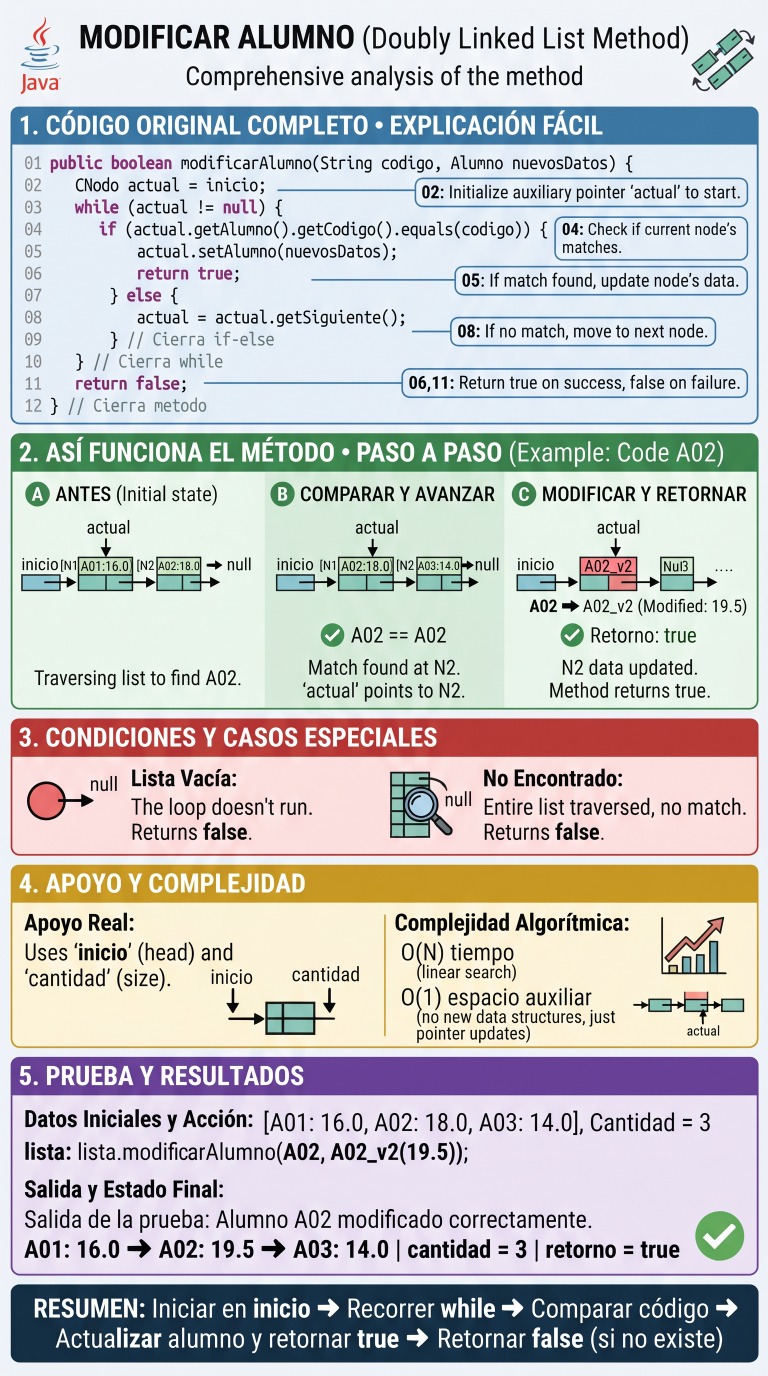 Java
MODIFICAR ALUMNO (Doubly Linked List Method)
Comprehensive analysis of the method
1. CÓDIGO ORIGINAL COMPLETO • EXPLICACIÓN FÁCIL
01 public boolean modificarAlumno(String codigo, Alumno nuevosDatos) {
02 CNodo actual = inicio;
02: Initialize auxiliary pointer ‘actual’ to start.
03 while (actual != null) {
04 if (actual.getAlumno().getCodigo().equals(codigo)) {
04: Check if current node’s
matches.
05 actual.setAlumno(nuevosDatos);
06 return true;
05: If match found, update node’s data.
07 } else {
08 actual = actual.getSiguiente();
08: If no match, move to next node.
09 } // Cierra if-else
10 } // Cierra while
11 return false;
06,11: Return true on success, false on failure.
12 } // Cierra metodo
2. ASÍ FUNCIONA EL MÉTODO • PASO A PASO (Example: Code A02)
A ANTES (Initial state)
actual
inicio [N1 A01:16.0 [N2 A02:18.0 → null
Traversing list to find A02.
B COMPARAR Y AVANZAR
actual
inicio [N1 A02:18.0 [N2 A03:14.0 → null
A02 == A02
Match found at N2.
‘actual’ points to N2.
C MODIFICAR Y RETORNAR
actual
inicio A02_v2 Nul3 ....
A02 → A02_v2 (Modified: 19.5)
Retorno: true
N2 data updated.
Method returns true.
3. CONDICIONES Y CASOS ESPECIALES
null
Lista Vacía:
The loop doesn't run.
Returns false.
null
No Encontrado:
Entire list traversed, no match.
Returns false.
4. APOYO Y COMPLEJIDAD
Apoyo Real:
Uses ‘inicio’ (head) and
‘cantidad’ (size).
inicio cantidad
Complejidad Algorítmica:
O(N) tiempo
(linear search)
O(1) espacio auxiliar
(no new data structures, just
pointer updates)
actual
5. PRUEBA Y RESULTADOS
Datos Iniciales y Acción: [A01: 16.0, A02: 18.0, A03: 14.0], Cantidad = 3
lista: lista.modificarAlumno(A02, A02_v2(19.5));
Salida y Estado Final:
Salida de la prueba: Alumno A02 modificado correctamente.
A01: 16.0 → A02: 19.5 → A03: 14.0 | cantidad = 3 | retorno = true
RESUMEN: Iniciar en inicio → Recorrer while → Comparar código →
Actualizar alumno y retornar true → Retornar false (si no existe)